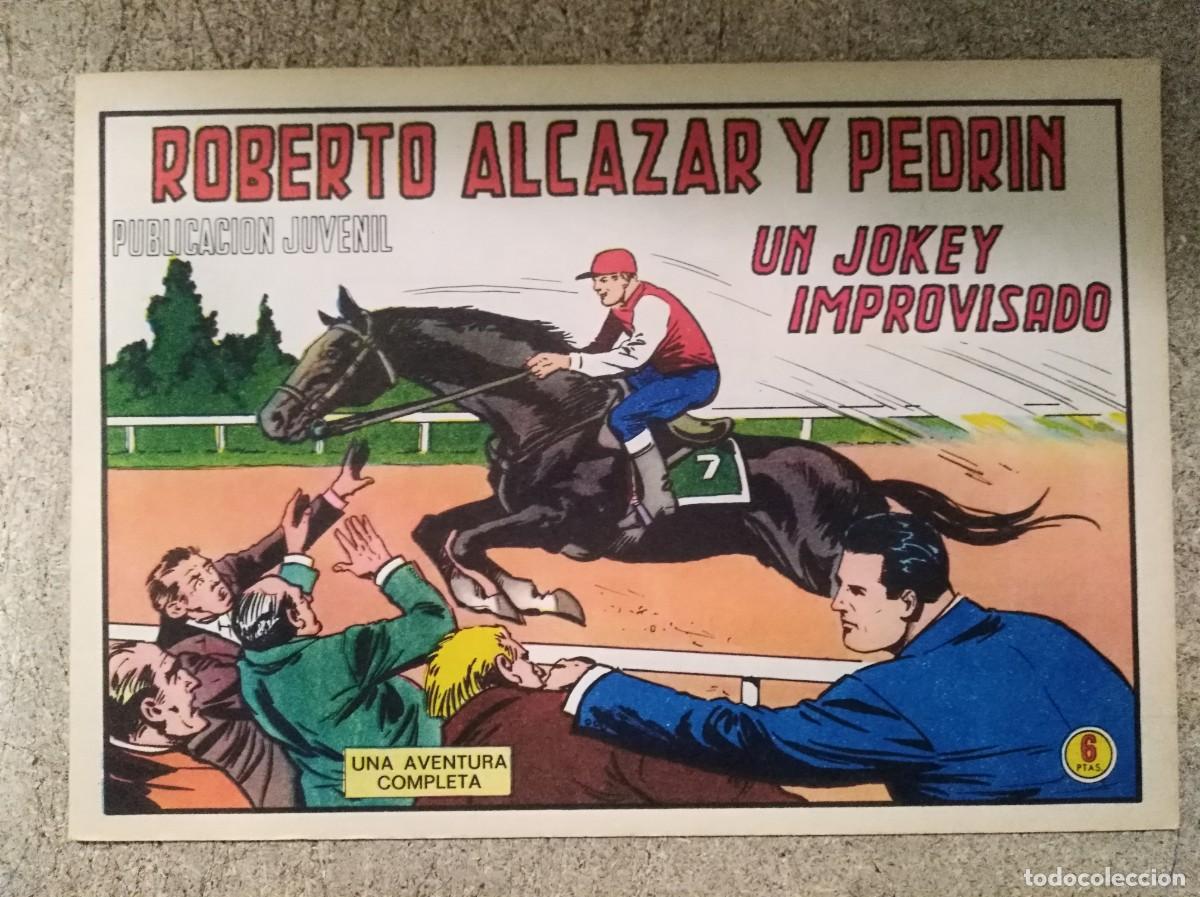 ROBERTO ALCAZAR Y PEDRIN
PUBLICACION JUVENIL
UN JOKEY
IMPROVISADO
7
UNA AVENTURA
COMPLETA
6
PTAS.
todocoleccion